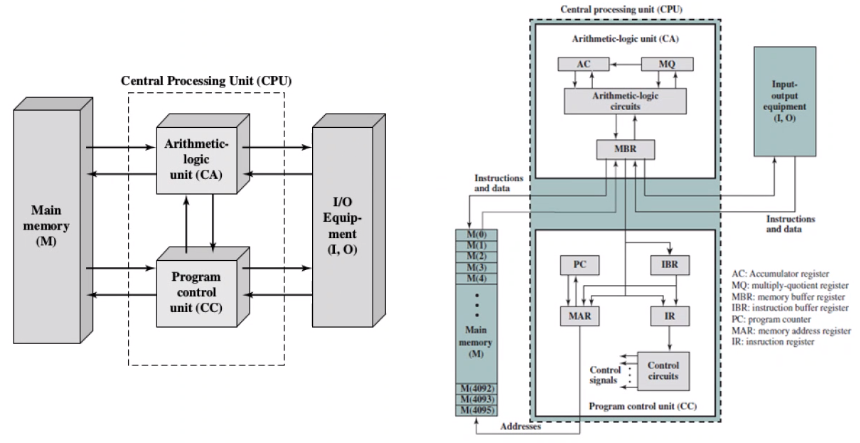 Central Processing Unit (CPU)
Main
memory
(M)
Arithmetic-
logic
unit (CA)
Program
control
unit (CC)
I/O
Equip-
ment
(I, O)
Central processing unit (CPU)
Arithmetic-logic unit (CA)
AC
MQ
Arithmetic-logic
circuits
MBR
Input-
output
equipment
(I, O)
Instructions
and data
Instructions
and data
M(0)
M(1)
M(2)
M(3)
M(4)
Main
memory
(M)
M(4092)
M(4093)
M(4095)
PC
IBR
MAR
IR
Control
signals
Control
circuits
Program control unit (CC)
Addresses
AC: Accumulator register
MQ: multiply-quotient register
MBR: memory buffer register
IBR: instruction buffer register
PC: program counter
MAR: memory address register
IR: insruction register